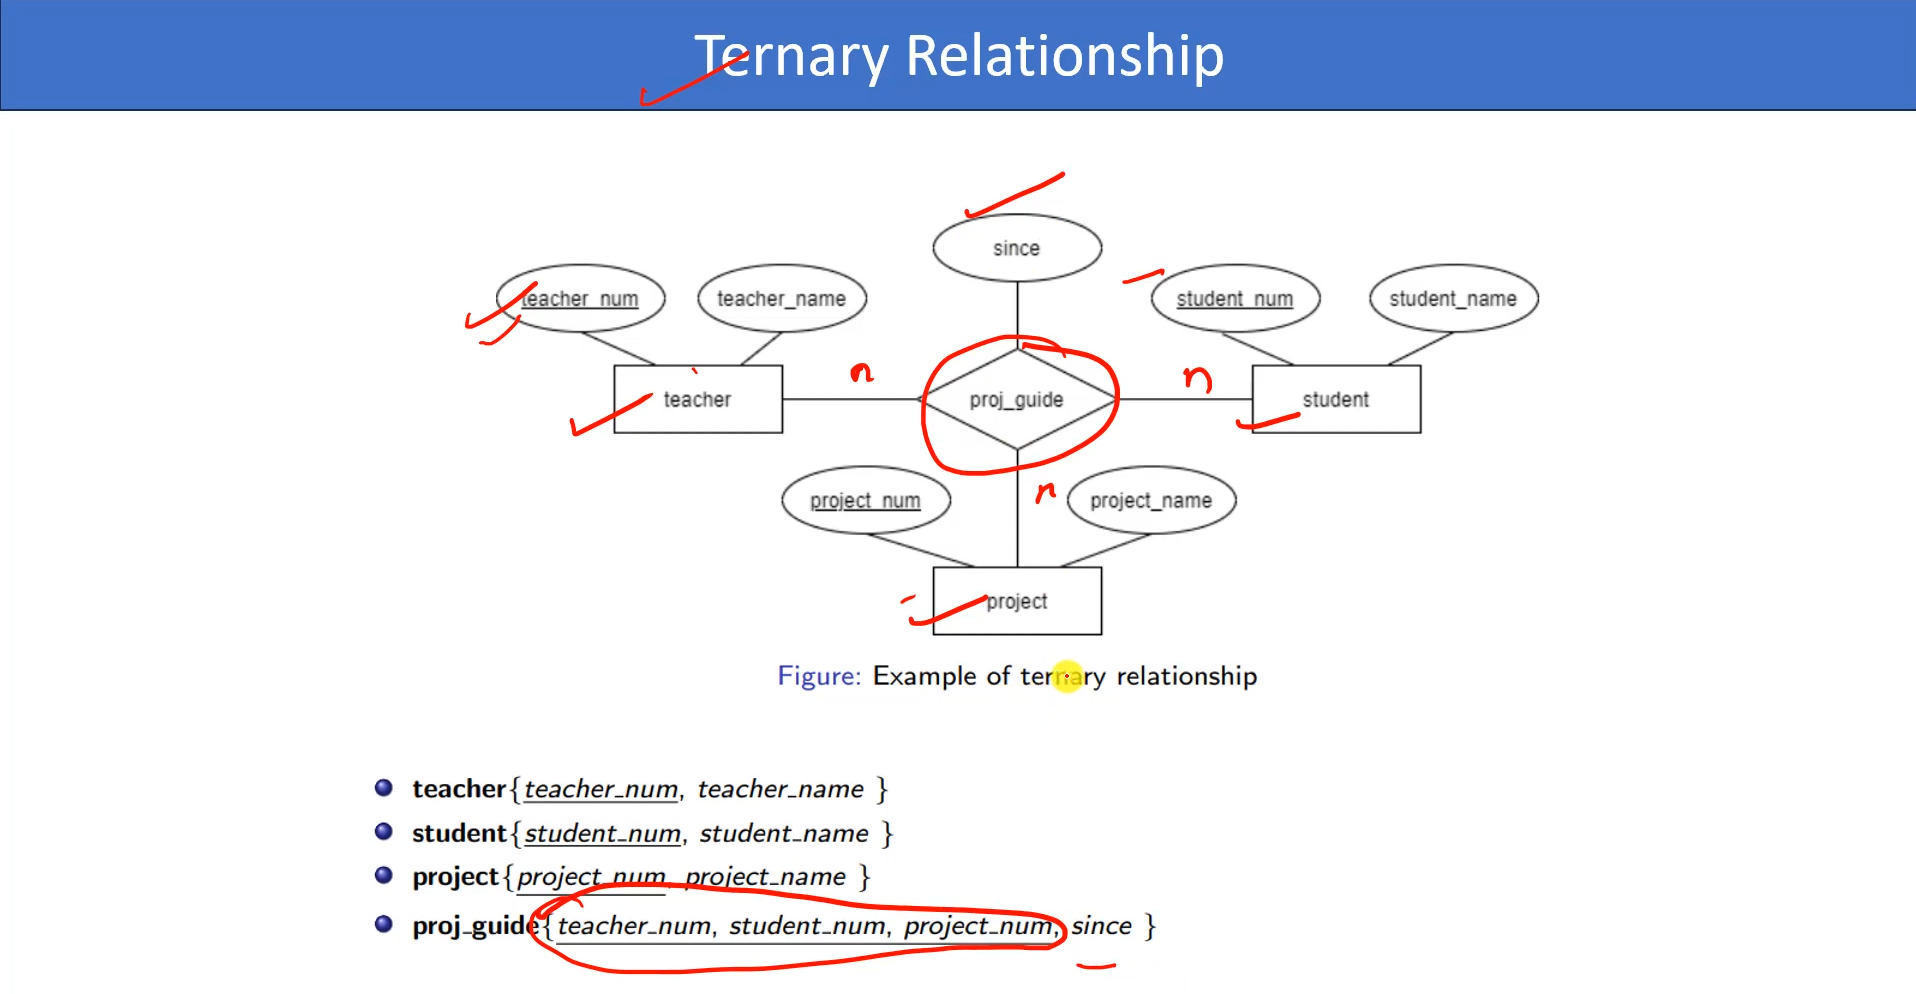 Ternary Relationship
since
teacher_num
teacher_name
student_num
student_name
n
n
teacher
proj_guide
student
project_num
n
project_name
project
Figure: Example of ternary relationship
teacher{teacher_num, teacher_name }
student{student_num, student_name }
project{project_num, project_name }
proj_guide{teacher_num, student_num, project_num, since }